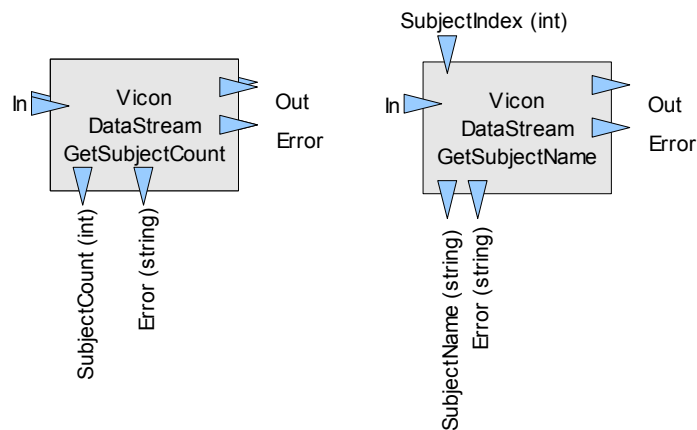 In
Vicon
DataStream
GetSubjectCount
Out
Error
SubjectCount (int)
Error (string)
SubjectIndex (int)
In
Vicon
DataStream
GetSubjectName
Out
Error
SubjectName (string)
Error (string)